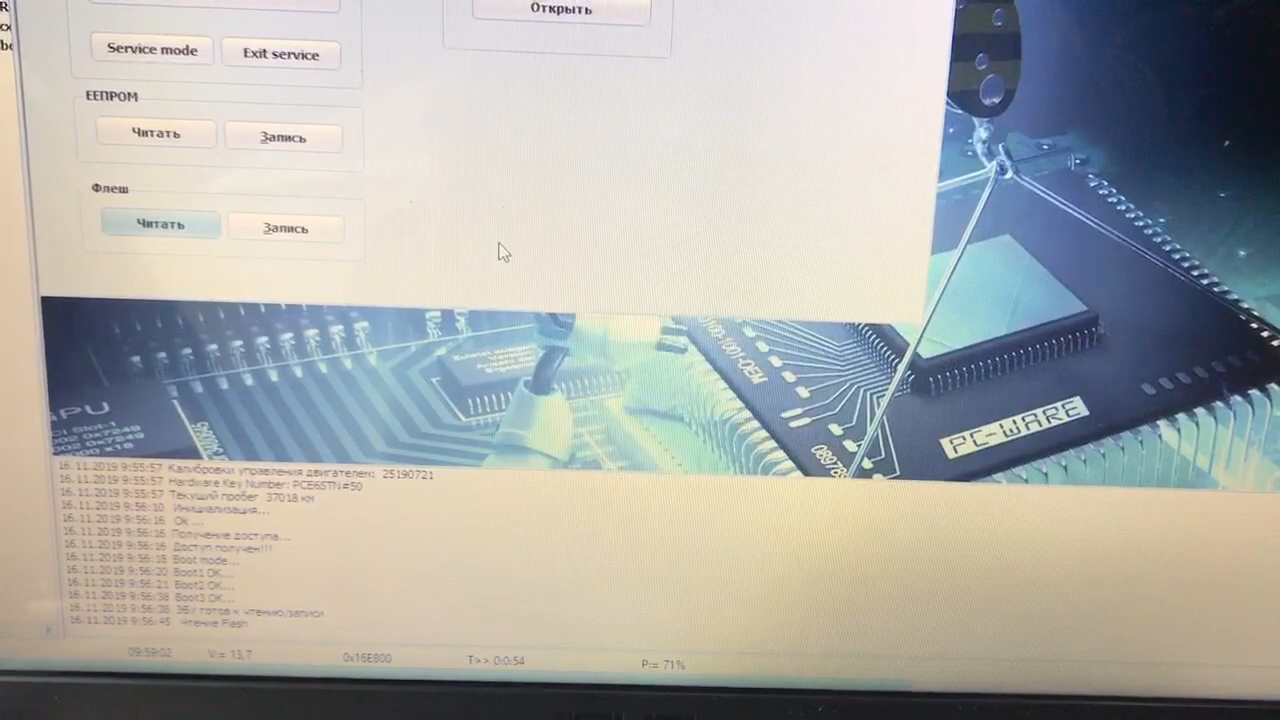 Открыть
Service mode
Exit service
ЕЕПРОМ
Читать
Запись
Флеш
Читать
Запись
PC-WARE
16.11.2019 9:55:57 Калибровки управления двигателем: 25190721
16.11.2019 9:55:57 Hardware Key Number: PCE6STN#50
16.11.2019 9:55:57 Текущий пробег 37018 км
16.11.2019 9:56:10 Инициализация...
16.11.2019 9:56:16 Ok ...
16.11.2019 9:56:16 Получение доступа...
16.11.2019 9:56:16 Доступ получен!!!
16.11.2019 9:56:18 Boot mode...
16.11.2019 9:56:20 Boot1 OK...
16.11.2019 9:56:21 Boot2 OK...
16.11.2019 9:56:38 Boot3 OK...
16.11.2019 9:56:38 ЭБУ готов к чтению/записи
16.11.2019 9:56:45 Чтение Flash
09:59:02
V:= 13,7
0x16E800
T>> 0:0:54
P:= 71%